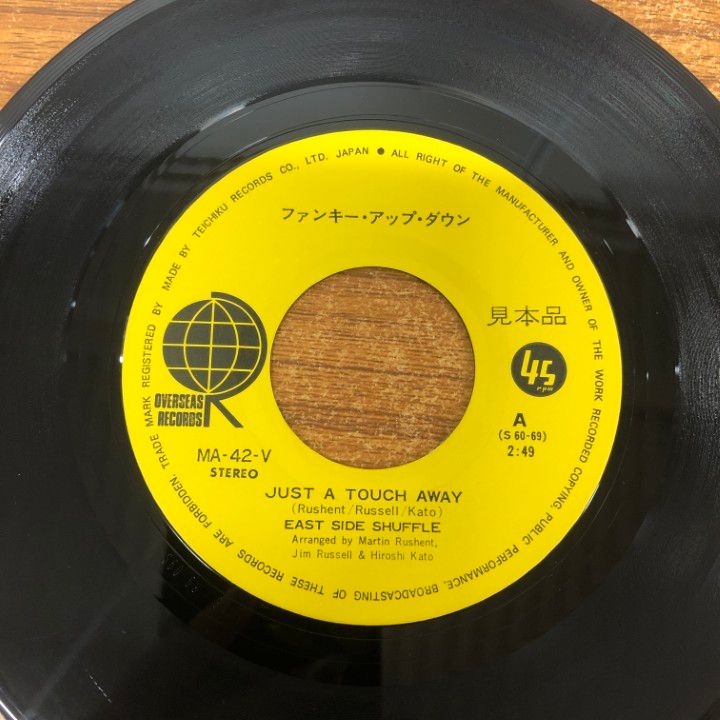 MADE BY TEICHIKU RECORDS CO., LTD. JAPAN ● ALL RIGHT OF THE MANUFACTURER AND OWNER OF THE WORK RECORDED COPYING, PUBLIC PERFORMANCE, BROADCASTING OF THESE RECORDS ARE FORBIDDEN. TRADE MARK REGISTERED BY
ファンキー・アップ・ダウン
見本品
45
rpm
OVERSEAS
RECORDS
MA-42-V
STEREO
A
(S 60-69)
2:49
JUST A TOUCH AWAY
(Rushent/Russell/Kato)
EAST SIDE SHUFFLE
Arranged by Martin Rushent,
Jim Russell & Hiroshi Kato